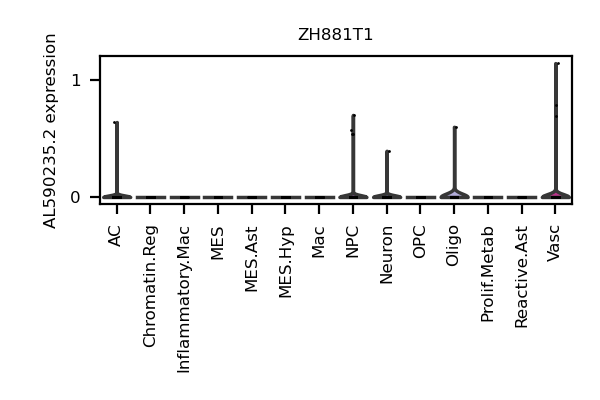 ZH881T1
AL590235.2 expression
1
0
AC
Chromatin.Reg
Inflammatory.Mac
MES
MES.Ast
MES.Hyp
Mac
NPC
Neuron
OPC
Oligo
Prolif.Metab
Reactive.Ast
Vasc